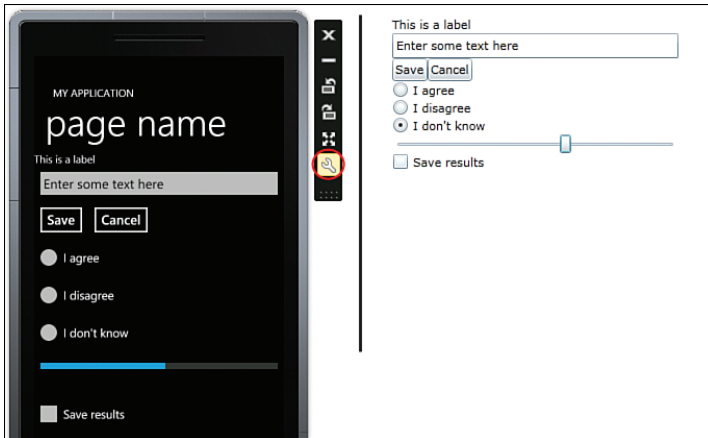 MY APPLICATION
page name
This is a label
Enter some text here
Save Cancel
I agree
I disagree
I don't know
Save results
This is a label
Enter some text here
Save Cancel
I agree
I disagree
I don't know
Save results